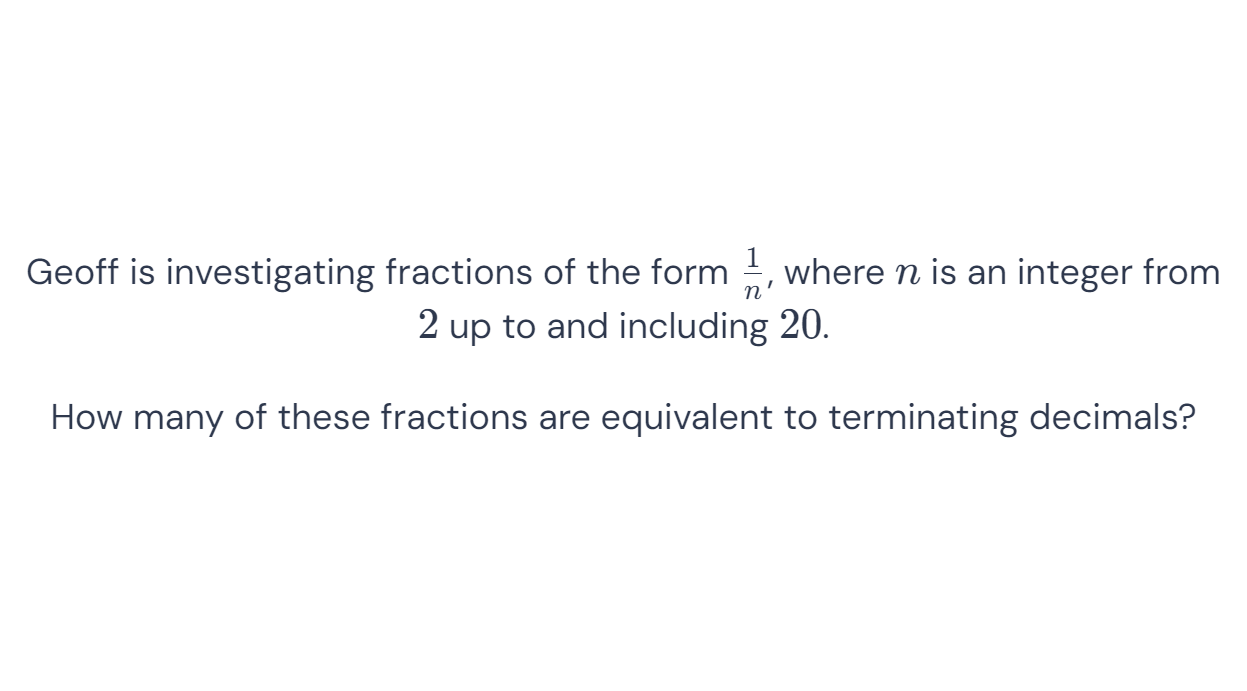 Geoff is investigating fractions of the form $\frac{1}{n}$, where $n$ is an integer from
2 up to and including 20.
How many of these fractions are equivalent to terminating decimals?